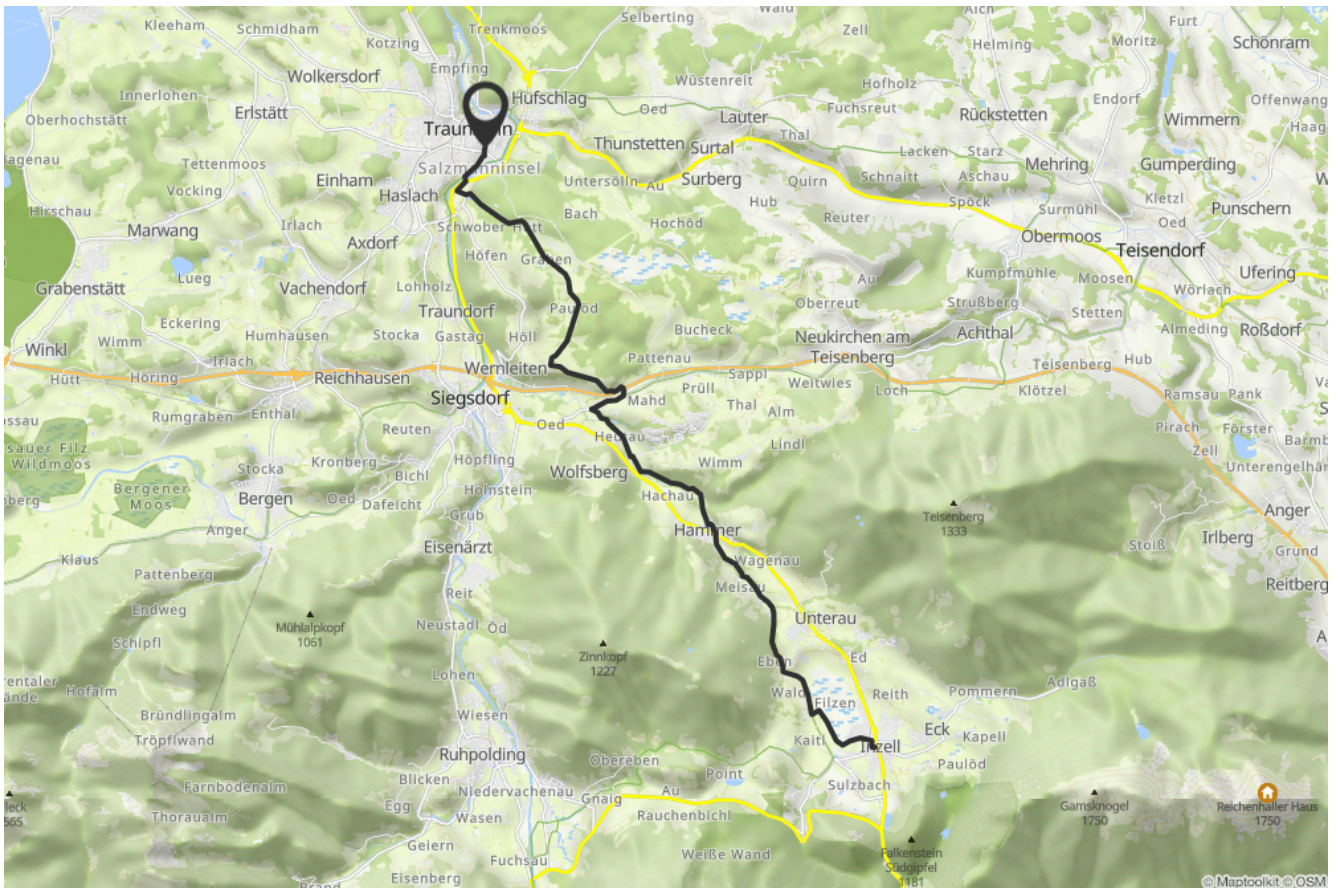 Kleeham
Schmidham
Kotzing
Trenkmoos
Selberting
Wald
Zell
Aich
Helming
Moritz
Furt
Schönram
Wolkersdorf
Empfing
Innerlohen
Oberhochstätt
Erlstätt
Hufschlag
Wüstenreit
Oed
Hofholz
Fuchsreut
Rückstetten
Endorf
Offenwang
Wimmern
Lauter
Thal
Thunstetten
Surtal
Lacken
Starz
Mehring
Gumperding
Tettenmoos
Salzmanninsel
Einham
Haslach
Untersölln
Au
Surberg
Quirn
Schnaitt
Aschau
Kletzl
Vocking
Hirschau
Marwang
Irlach
Axdorf
Bach
Hochöd
Hub
Reuter
Spöck
Surmühl
Oed
Punschern
Obermoos
Teisendorf
Höfen
Graben
Lueg
Grabenstätt
Vachendorf
Lohholz
Au
Kumpfmühle
Moosen
Ufering
Wörlach
Oberreut
Straßberg
Stetten
Traundorf
Eckering
Wimm
Humhausen
Stocka
Gastag
Höll
Bucheck
Neukirchen am
Teisenberg
Achthal
Almeding
Roßdorf
Winkl
Hütt
Höring
Irlach
Reichhausen
Wernleiten
Pattenau
Sappl
Weitwies
Loch
Teisenberg
Hub
Klötzel
Rumgraben
Enthal
Siegsdorf
Mahd
Prüll
Thal
Alm
Ramsau
Pank
Reuten
Oed
Lindl
Pirach
Förster
Zell
Unterengelhar
sauer Filz
Wildmoos
Bergener
Moos
Stocka
Kronberg
Bichl
Höpfling
Wolfsberg
Wimm
Bergen
Oed
Dafeicht
Holnstein
Hachau
Anger
Grub
Hammer
Teisenberg
1333
Anger
Irlberg
Stoiß
Grund
Klaus
Pattenberg
Eisenärzt
Wagenau
Reitberg
Endweg
Schipfl
Mühlalpkopf
1061
Reit
Neustadl
Öd
Unterau
Zinnkopf
1227
Ed
Lohen
Hofalm
Bründlingalm
Tröpflwand
Wiesen
Filzen
Reith
Pommern
Adlgaß
Ruhpolding
Eck
Kapell
Inzell
Obereben
Point
Paulöd
Blicken
Niedervachenau
Farnbödenalm
Egg
Wasen
Gnaig
Au
Rauchenbichl
Sulzbach
Gamsknogel
1750
Reichenhaller Haus
1750
Thoraualm
Geiern
Eisenberg
Fuchsau
Weiße Wand
Falkenstein
Südgipfel
1181
© Maptoolkit © OSM